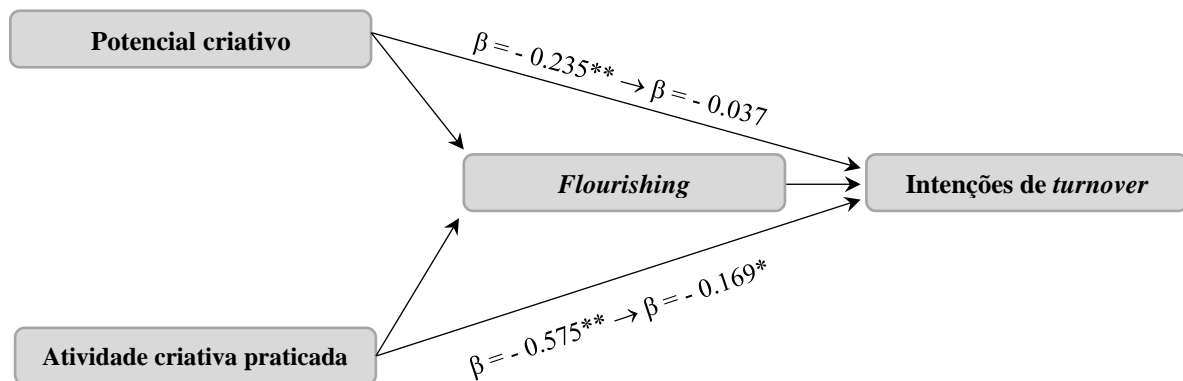 Potencial criativo
β = - 0.235** → β = - 0.037
Flourishing
Intenções de turnover
β = - 0.575** → β = - 0.169*
Atividade criativa praticada